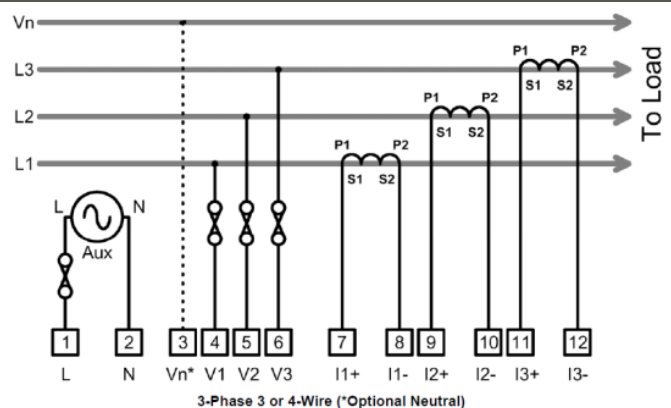 Vn
L3 P1 P2
S1 S2
L2 P1 P2
S1 S2
L1 P1 P2
S1 S2
To Load
L N
Aux
1 2 3 4 5 6 7 8 9 10 11 12
L N Vn* V1 V2 V3 I1+ I1- I2+ I2- I3+ I3-
3-Phase 3 or 4-Wire (*Optional Neutral)